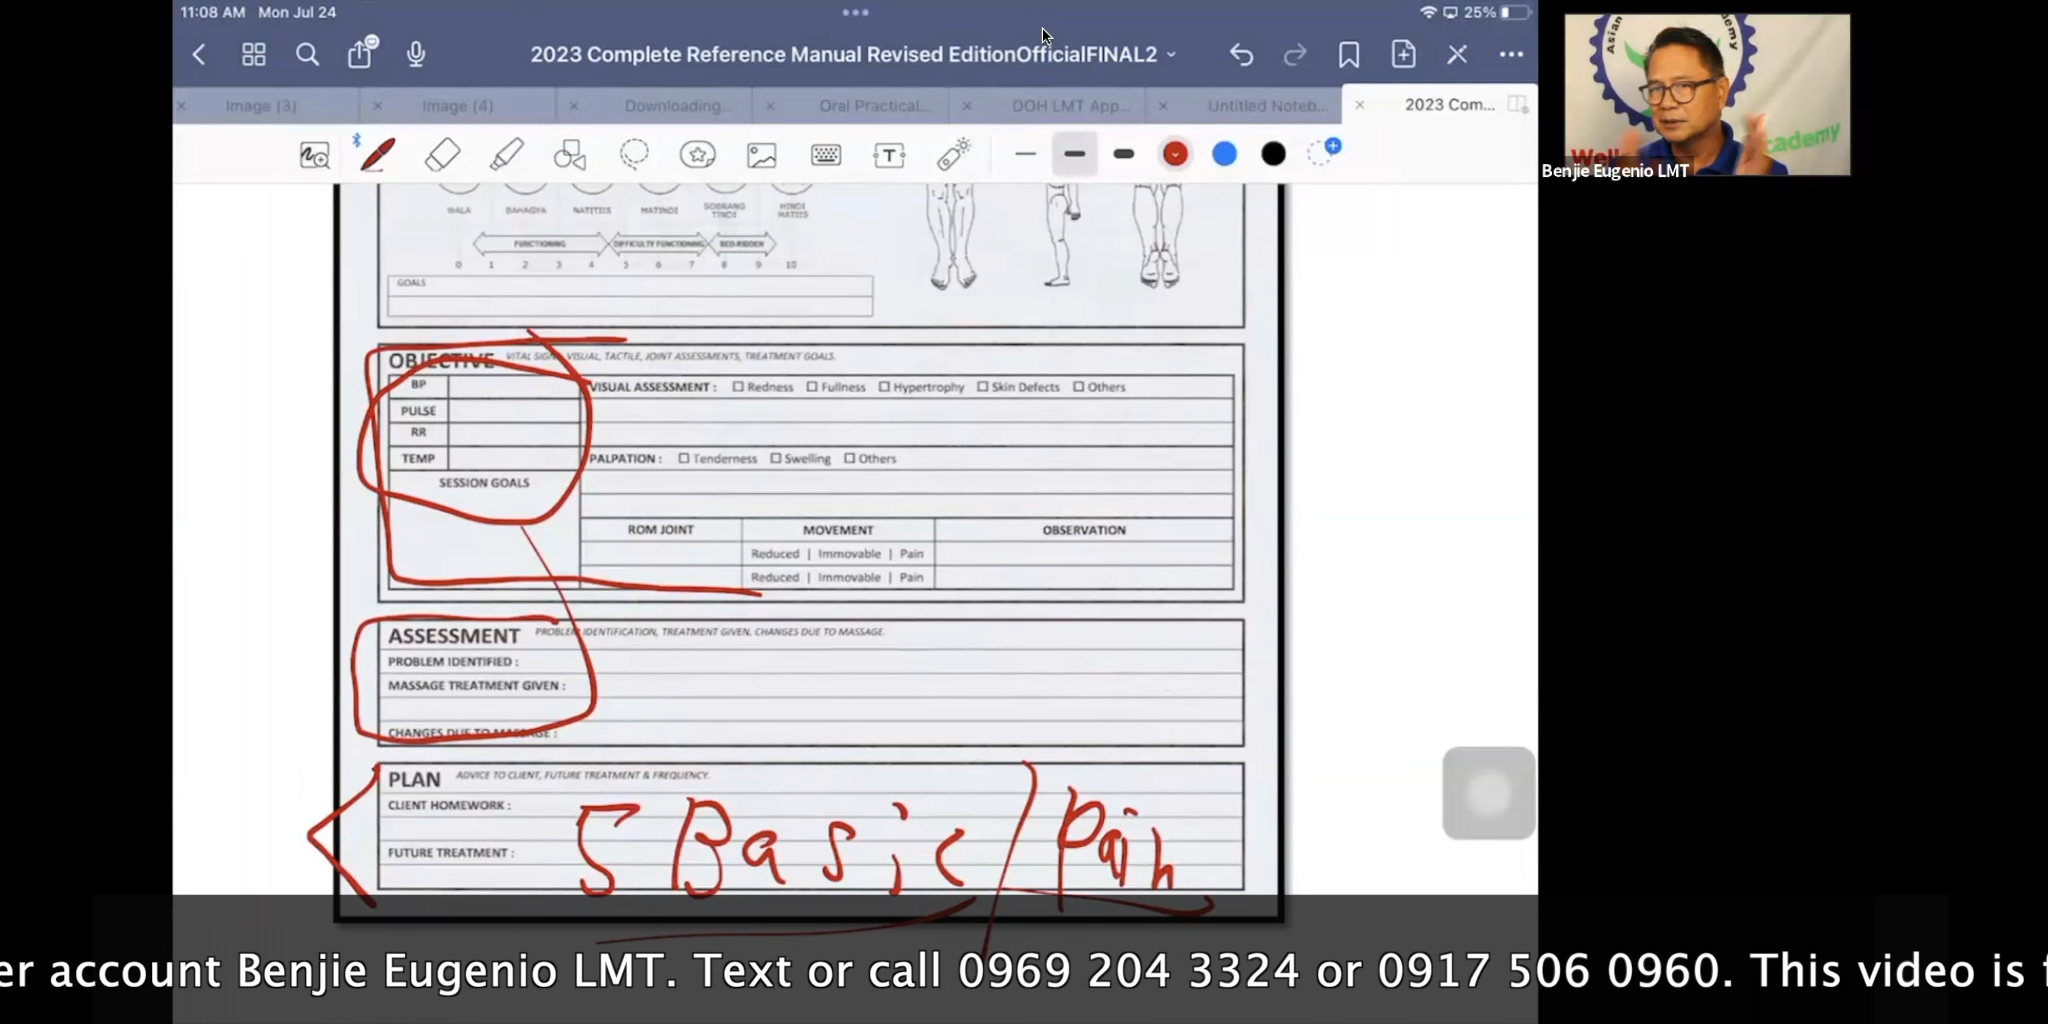 11:08 AM Mon Jul 24
25%
2023 Complete Reference Manual Revised EditionOfficialFINAL2
Image (3)
Image (4)
Downloading...
Oral Practical...
DOH LMT App...
Untitled Noteb...
2023 Com...
Asian
demy
Well
cademy
Benjie Eugenio LMT
WALA BAHAGYA NATITIIS MATINDI SOBRANG TINDI HINDI MATIIS
FUNCTIONING DIFFICULTY FUNCTIONING BED-RIDDEN
0 1 2 3 4 5 6 7 8 9 10
GOALS
OBJECTIVE VITAL SIGNS, VISUAL, TACTILE, JOINT ASSESSMENTS, TREATMENT GOALS.
BP
PULSE
RR
TEMP
SESSION GOALS
VISUAL ASSESSMENT : Redness Fullness Hypertrophy Skin Defects Others
PALPATION : Tenderness Swelling Others
ROM JOINT MOVEMENT OBSERVATION
Reduced | Immovable | Pain
Reduced | Immovable | Pain
ASSESSMENT PROBLEM IDENTIFICATION, TREATMENT GIVEN, CHANGES DUE TO MASSAGE.
PROBLEM IDENTIFIED :
MASSAGE TREATMENT GIVEN :
CHANGES DUE TO MASSAGE :
PLAN ADVICE TO CLIENT, FUTURE TREATMENT & FREQUENCY.
CLIENT HOMEWORK :
FUTURE TREATMENT :
5 Basic / Pain
er account Benjie Eugenio LMT. Text or call 0969 204 3324 or 0917 506 0960. This video is f